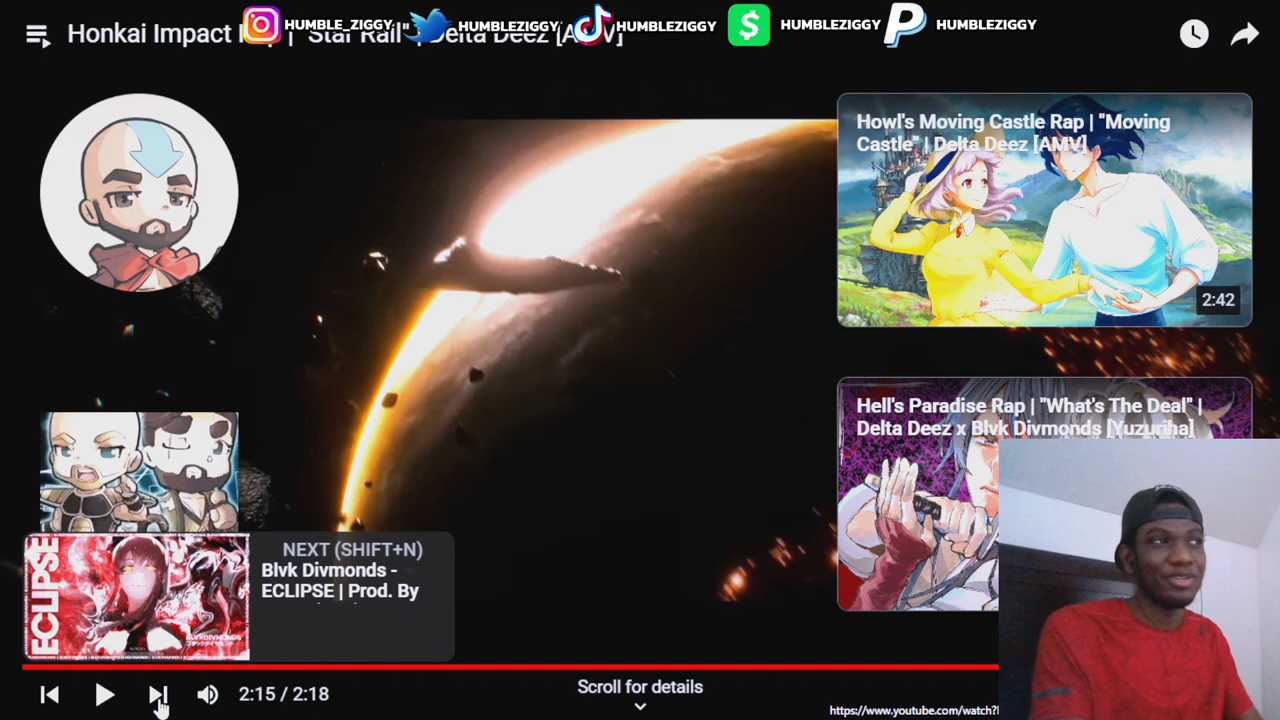 HUMBLE_ZIGGY HUMBLEZIGGY HUMBLEZIGGY HUMBLEZIGGY HUMBLEZIGGY
Honkai Impact | "Star Rail" | Delta Deez [AMV]
Howl's Moving Castle Rap | "Moving
Castle" | Delta Deez [AMV]
2:42
Hell's Paradise Rap | "What's The Deal" |
Delta Deez x Blvk Divmonds [Yuzuriha]
ECLIPSE
BLVKDIVMONDS
NEXT (SHIFT+N)
Blvk Divmonds -
ECLIPSE | Prod. By
2:15 / 2:18
Scroll for details
https://www.youtube.com/watch?